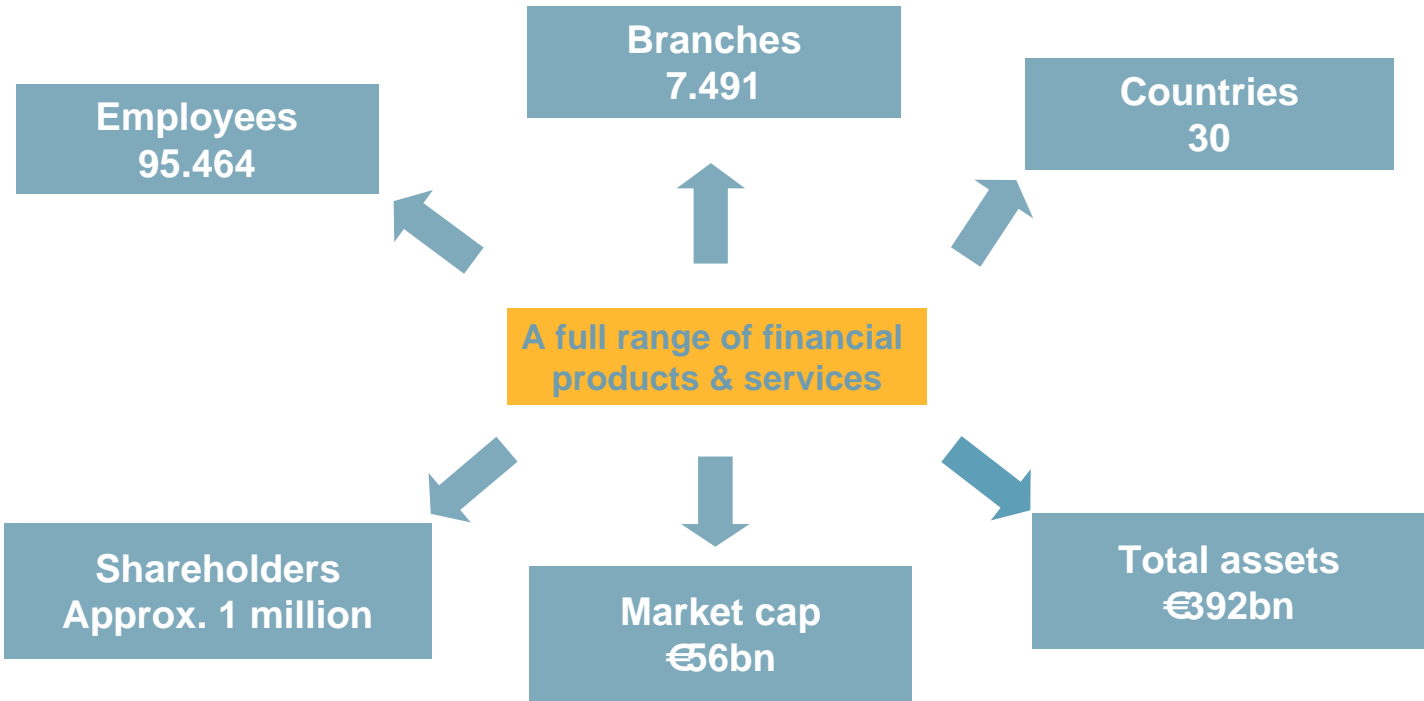 Branches
7.491
Employees
95.464
Countries
30
A full range of financial
products & services
Shareholders
Approx. 1 million
Market cap
€56bn
Total assets
€392bn